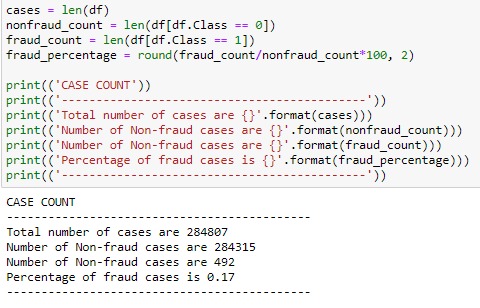 cases = len(df)
nonfraud_count = len(df[df.Class == 0])
fraud_count = len(df[df.Class == 1])
fraud_percentage = round(fraud_count/nonfraud_count*100, 2)
print(('CASE COUNT'))
print(('--------------------------------------------'))
print(('Total number of cases are {}'.format(cases)))
print(('Number of Non-fraud cases are {}'.format(nonfraud_count)))
print(('Number of Non-fraud cases are {}'.format(fraud_count)))
print(('Percentage of fraud cases is {}'.format(fraud_percentage)))
print(('--------------------------------------------'))
CASE COUNT
--------------------------------------------
Total number of cases are 284807
Number of Non-fraud cases are 284315
Number of Non-fraud cases are 492
Percentage of fraud cases is 0.17
--------------------------------------------